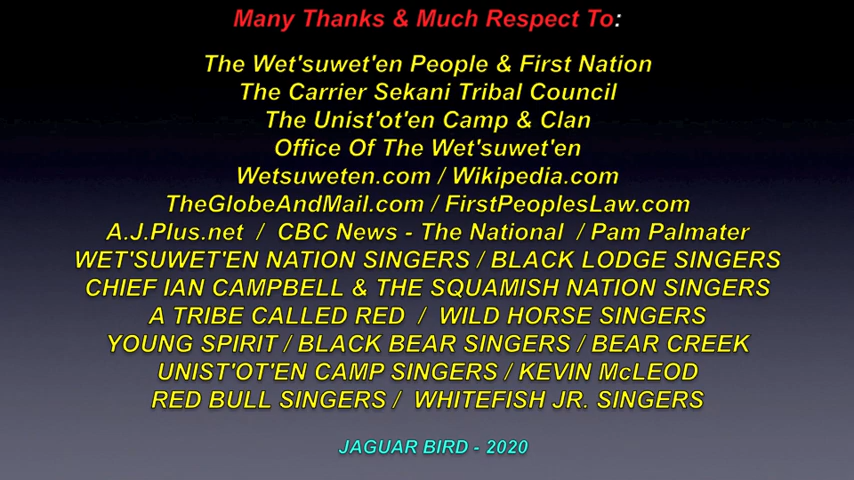 Many Thanks & Much Respect To:
The Wet'suwet'en People & First Nation
The Carrier Sekani Tribal Council
The Unist'ot'en Camp & Clan
Office Of The Wet'suwet'en
Wetsuweten.com / Wikipedia.com
TheGlobeAndMail.com / FirstPeoplesLaw.com
A.J.Plus.net / CBC News - The National / Pam Palmater
WET'SUWET'EN NATION SINGERS / BLACK LODGE SINGERS
CHIEF IAN CAMPBELL & THE SQUAMISH NATION SINGERS
A TRIBE CALLED RED / WILD HORSE SINGERS
YOUNG SPIRIT / BLACK BEAR SINGERS / BEAR CREEK
UNIST'OT'EN CAMP SINGERS / KEVIN McLEOD
RED BULL SINGERS / WHITEFISH JR. SINGERS
JAGUAR BIRD - 2020